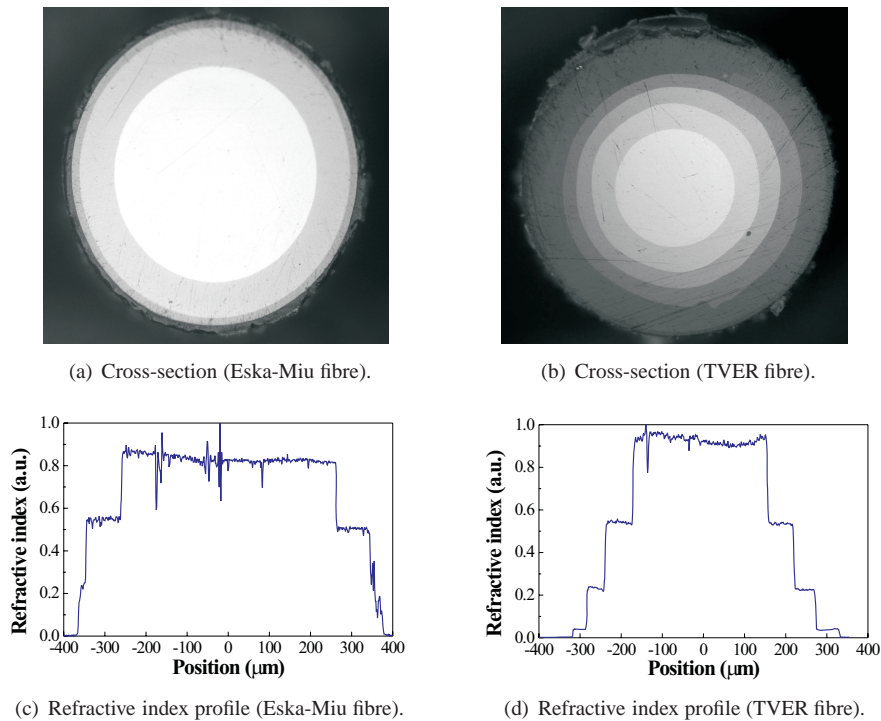 (a) Cross-section (Eska-Miu fibre).
(b) Cross-section (TVER fibre).
1.0
0.8
0.6
0.4
0.2
0.0
Refractive index (a.u.)
-400 -300 -200 -100 0 100 200 300 400
Position (µm)
(c) Refractive index profile (Eska-Miu fibre).
1.0
0.8
0.6
0.4
0.2
0.0
Refractive index (a.u.)
-400 -300 -200 -100 0 100 200 300 400
Position (µm)
(d) Refractive index profile (TVER fibre).